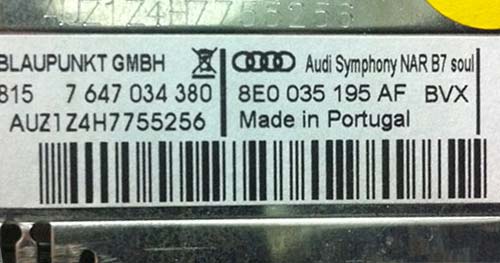 AUZ1Z4H7755256
BLAUPUNKT GMBH
Audi Symphony NAR B7 soul
815 7 647 034 380
8E0 035 195 AF BVX
AUZ1Z4H7755256
Made in Portugal